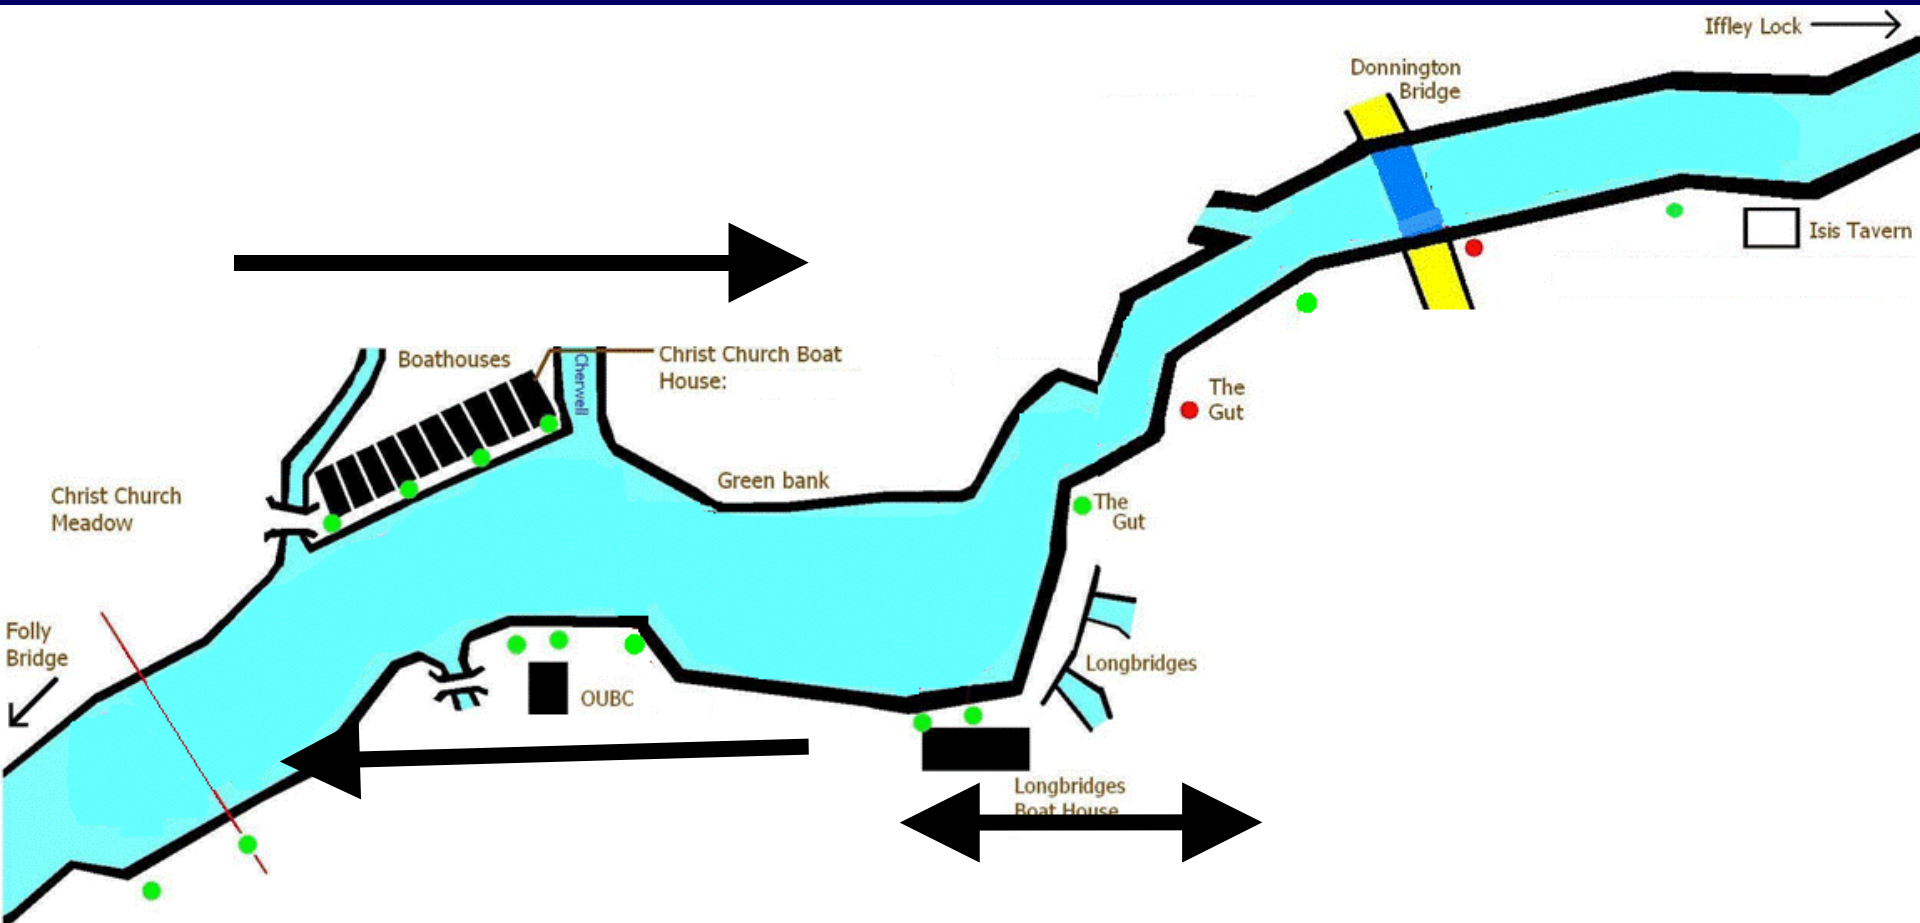 Iffley Lock
Donnington
Bridge
Isis Tavern
Boathouses
Cherwell
Christ Church Boat
House:
The
Gut
Green bank
Christ Church
Meadow
The
Gut
Folly
Bridge
Longbridges
OUBC
Longbridges
Boat House